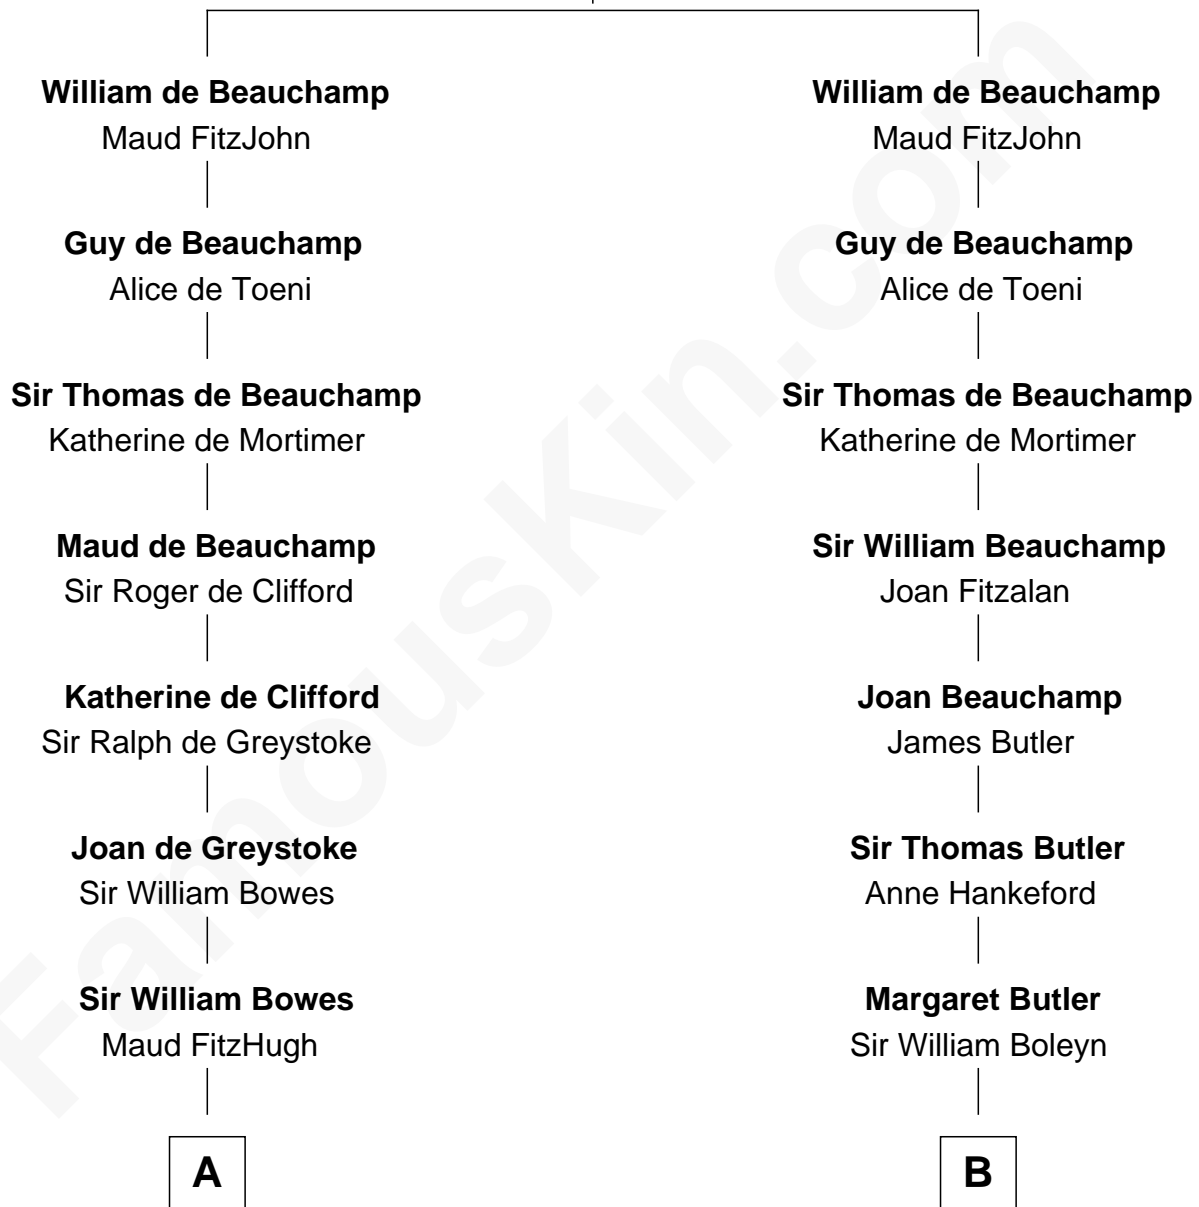 William de Beauchamp
Maud FitzJohn
Guy de Beauchamp
Alice de Toeni
Sir Thomas de Beauchamp
Katherine de Mortimer
Maud de Beauchamp
Sir Roger de Clifford
Katherine de Clifford
Sir Ralph de Greystoke
Joan de Greystoke
Sir William Bowes
Sir William Bowes
Maud FitzHugh
A
William de Beauchamp
Maud FitzJohn
Guy de Beauchamp
Alice de Toeni
Sir Thomas de Beauchamp
Katherine de Mortimer
Sir William Beauchamp
Joan Fitzalan
Joan Beauchamp
James Butler
Sir Thomas Butler
Anne Hankeford
Margaret Butler
Sir William Boleyn
B
FamousKin.com